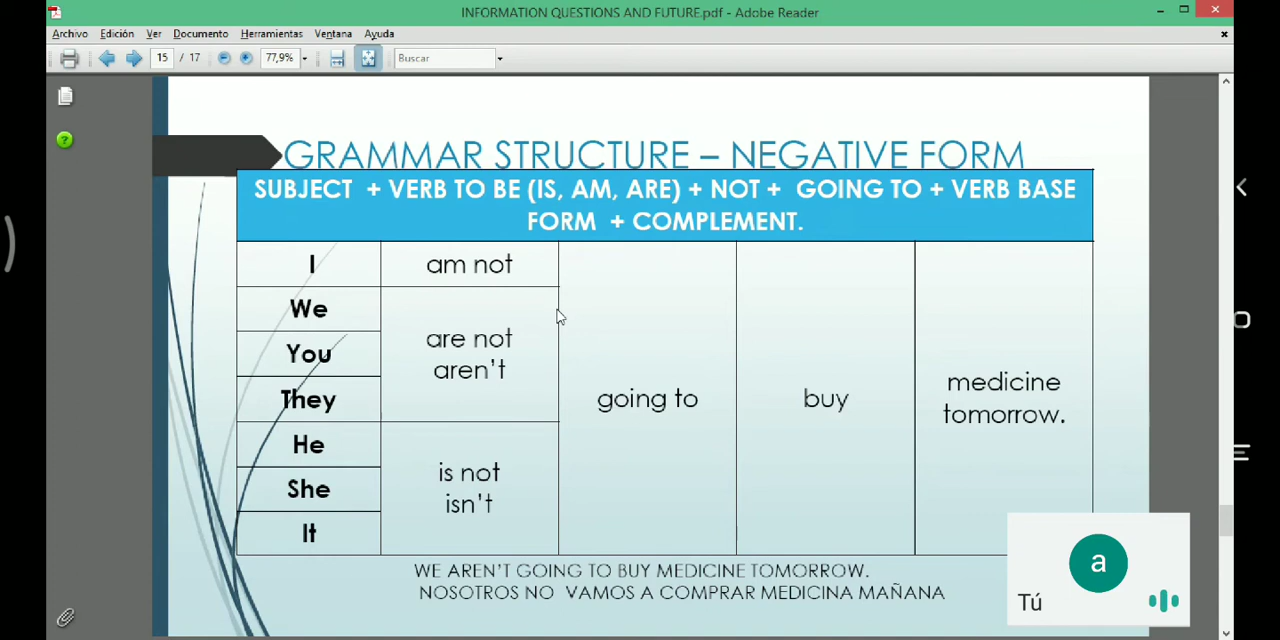 INFORMATION QUESTIONS AND FUTURE.pdf - Adobe Reader
Archivo Edición Ver Documento Herramientas Ventana Ayuda
15 / 17 77,9% Buscar
GRAMMAR STRUCTURE – NEGATIVE FORM
SUBJECT + VERB TO BE (IS, AM, ARE) + NOT + GOING TO + VERB BASE
FORM + COMPLEMENT.
I
am not
We
You
They
are not
aren't
He
She
It
is not
isn't
going to
buy
medicine
tomorrow.
WE AREN'T GOING TO BUY MEDICINE TOMORROW.
NOSOTROS NO VAMOS A COMPRAR MEDICINA MAÑANA
a
Tú